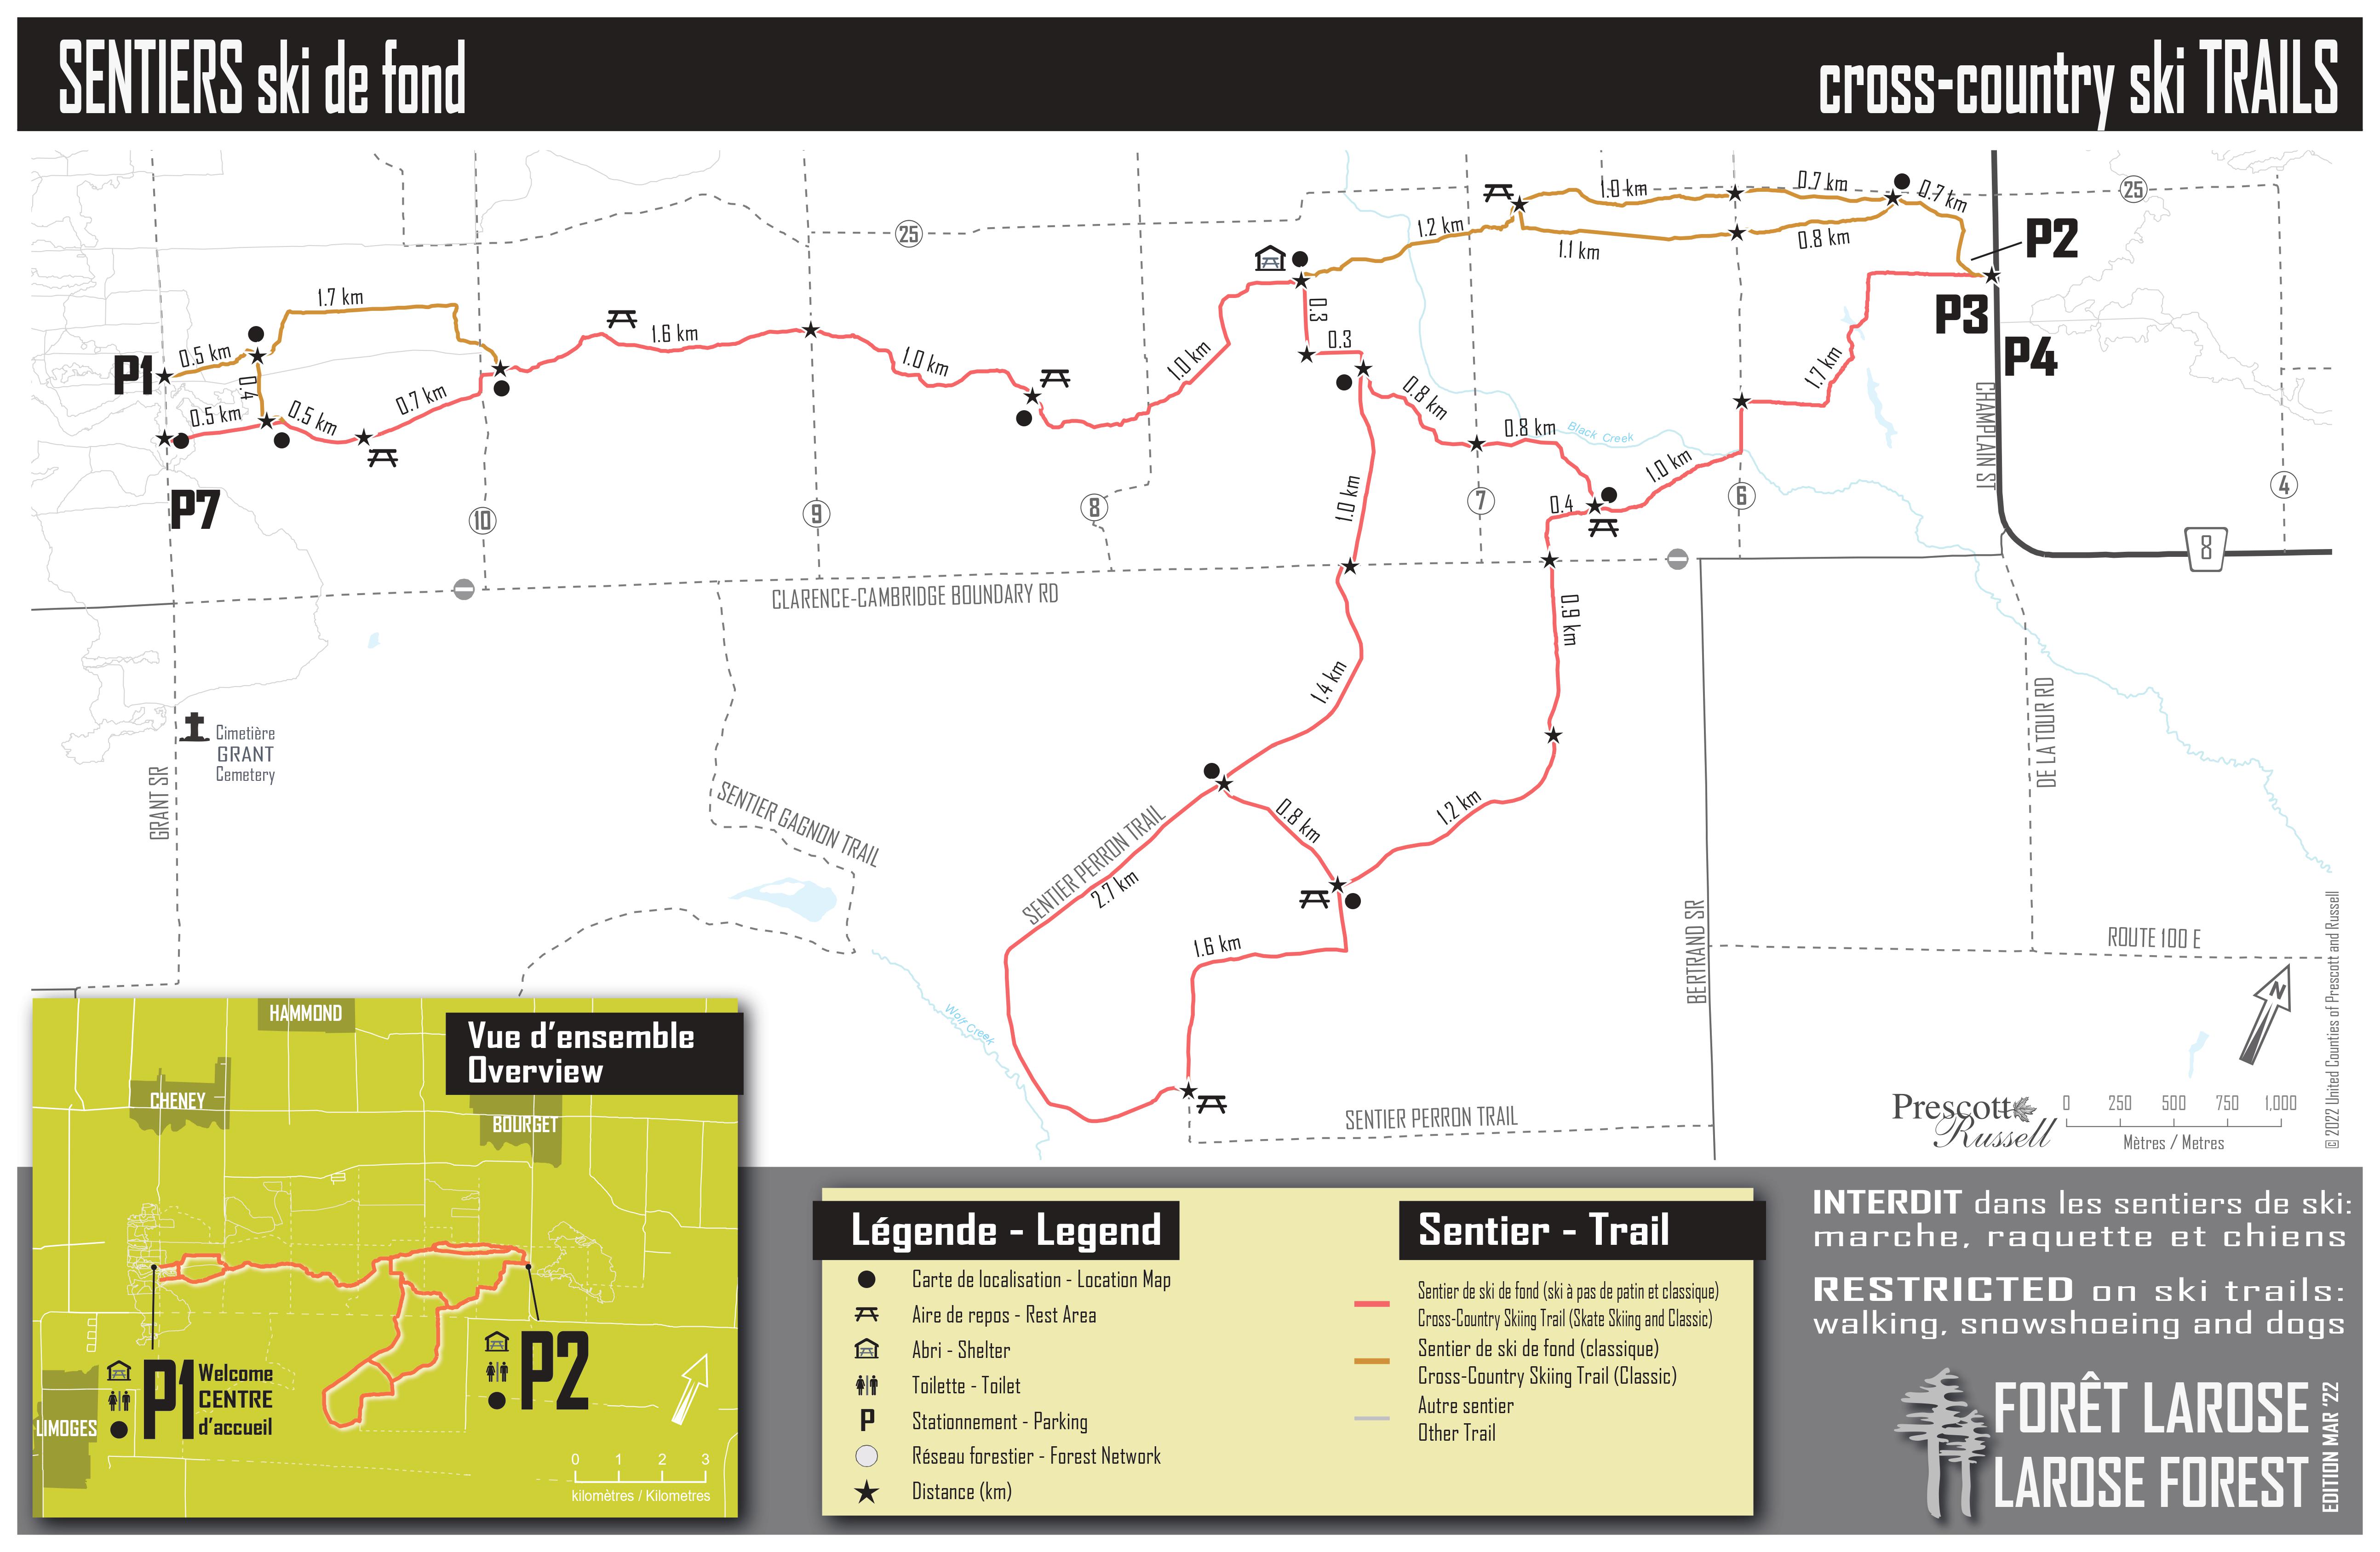 SENTIERS ski de fond
cross-country ski TRAILS
25
25
1.0 km
0.7 km
0.7 km
P2
1.2 km
1.1 km
0.8 km
1.7 km
0.5 km
P1
0.4
0.5 km
0.5 km
0.7 km
1.6 km
1.0 km
1.0 km
0.3
0.3
P3
P4
1.7 km
CHAMPLAIN ST
0.8 km
0.8 km
Black Creek
1.0 km
P7
10
9
8
7
6
4
8
0.4
1.0 km
CLARENCE-CAMBRIDGE BOUNDARY RD
0.9 km
1.4 km
Cimetière
GRANT
Cemetery
GRANT SR
SENTIER GAGNON TRAIL
SENTIER PERRON TRAIL
2.7 km
0.8 km
1.2 km
1.6 km
DE LA TOUR RD
BERTRAND SR
ROUTE 100 E
Wolf Creek
SENTIER PERRON TRAIL
N
Prescott
Russell
0 250 500 750 1,000
Mètres / Metres
© 2022 United Counties of Prescott and Russell
Vue d'ensemble
Overview
HAMMOND
CHENEY
BOURGET
LIMOGES
P1
Welcome
CENTRE
d'accueil
P2
0 1 2 3
kilomètres / Kilometres
Légende - Legend
Carte de localisation - Location Map
Aire de repos - Rest Area
Abri - Shelter
Toilette - Toilet
P Stationnement - Parking
Réseau forestier - Forest Network
Distance (km)
Sentier - Trail
Sentier de ski de fond (ski à pas de patin et classique)
Cross-Country Skiing Trail (Skate Skiing and Classic)
Sentier de ski de fond (classique)
Cross-Country Skiing Trail (Classic)
Autre sentier
Other Trail
INTERDIT dans les sentiers de ski:
marche, raquette et chiens
RESTRICTED on ski trails:
walking, snowshoeing and dogs
FORÊT LAROSE
LAROSE FOREST
EDITION MAR '22